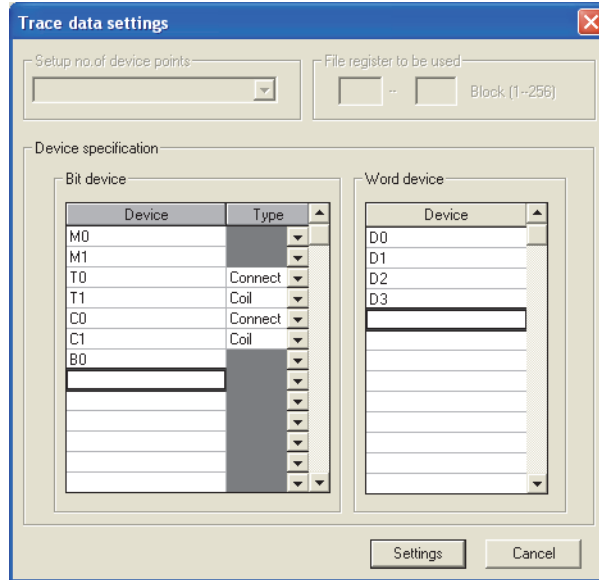 Trace data settings
Setup no.of device points
File register to be used
-- Block (1--256)
Device specification
Bit device
Word device
Device Type
Device
M0
M1
T0 Connect
T1 Coil
C0 Connect
C1 Coil
B0
D0
D1
D2
D3
Settings Cancel